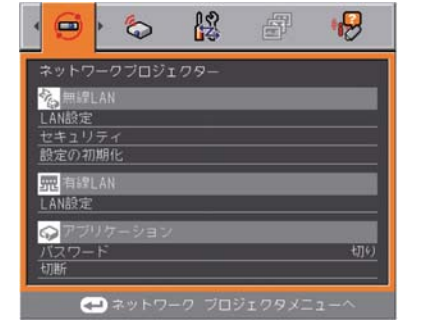 ネットワークプロジェクター
無線LAN
LAN設定
セキュリティ
設定の初期化
有線LAN
LAN設定
アプリケーション
パスワード 切り
切断
ネットワーク プロジェクタメニューへ